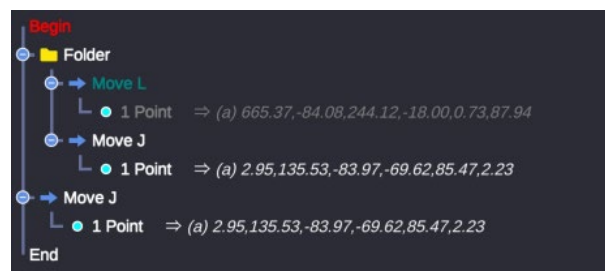 Begin
Folder
Move L
1 Point ⇒ (a) 665.37,-84.08,244.12,-18.00,0.73,87.94
Move J
1 Point ⇒ (a) 2.95,135.53,-83.97,-69.62,85.47,2.23
Move J
1 Point ⇒ (a) 2.95,135.53,-83.97,-69.62,85.47,2.23
End